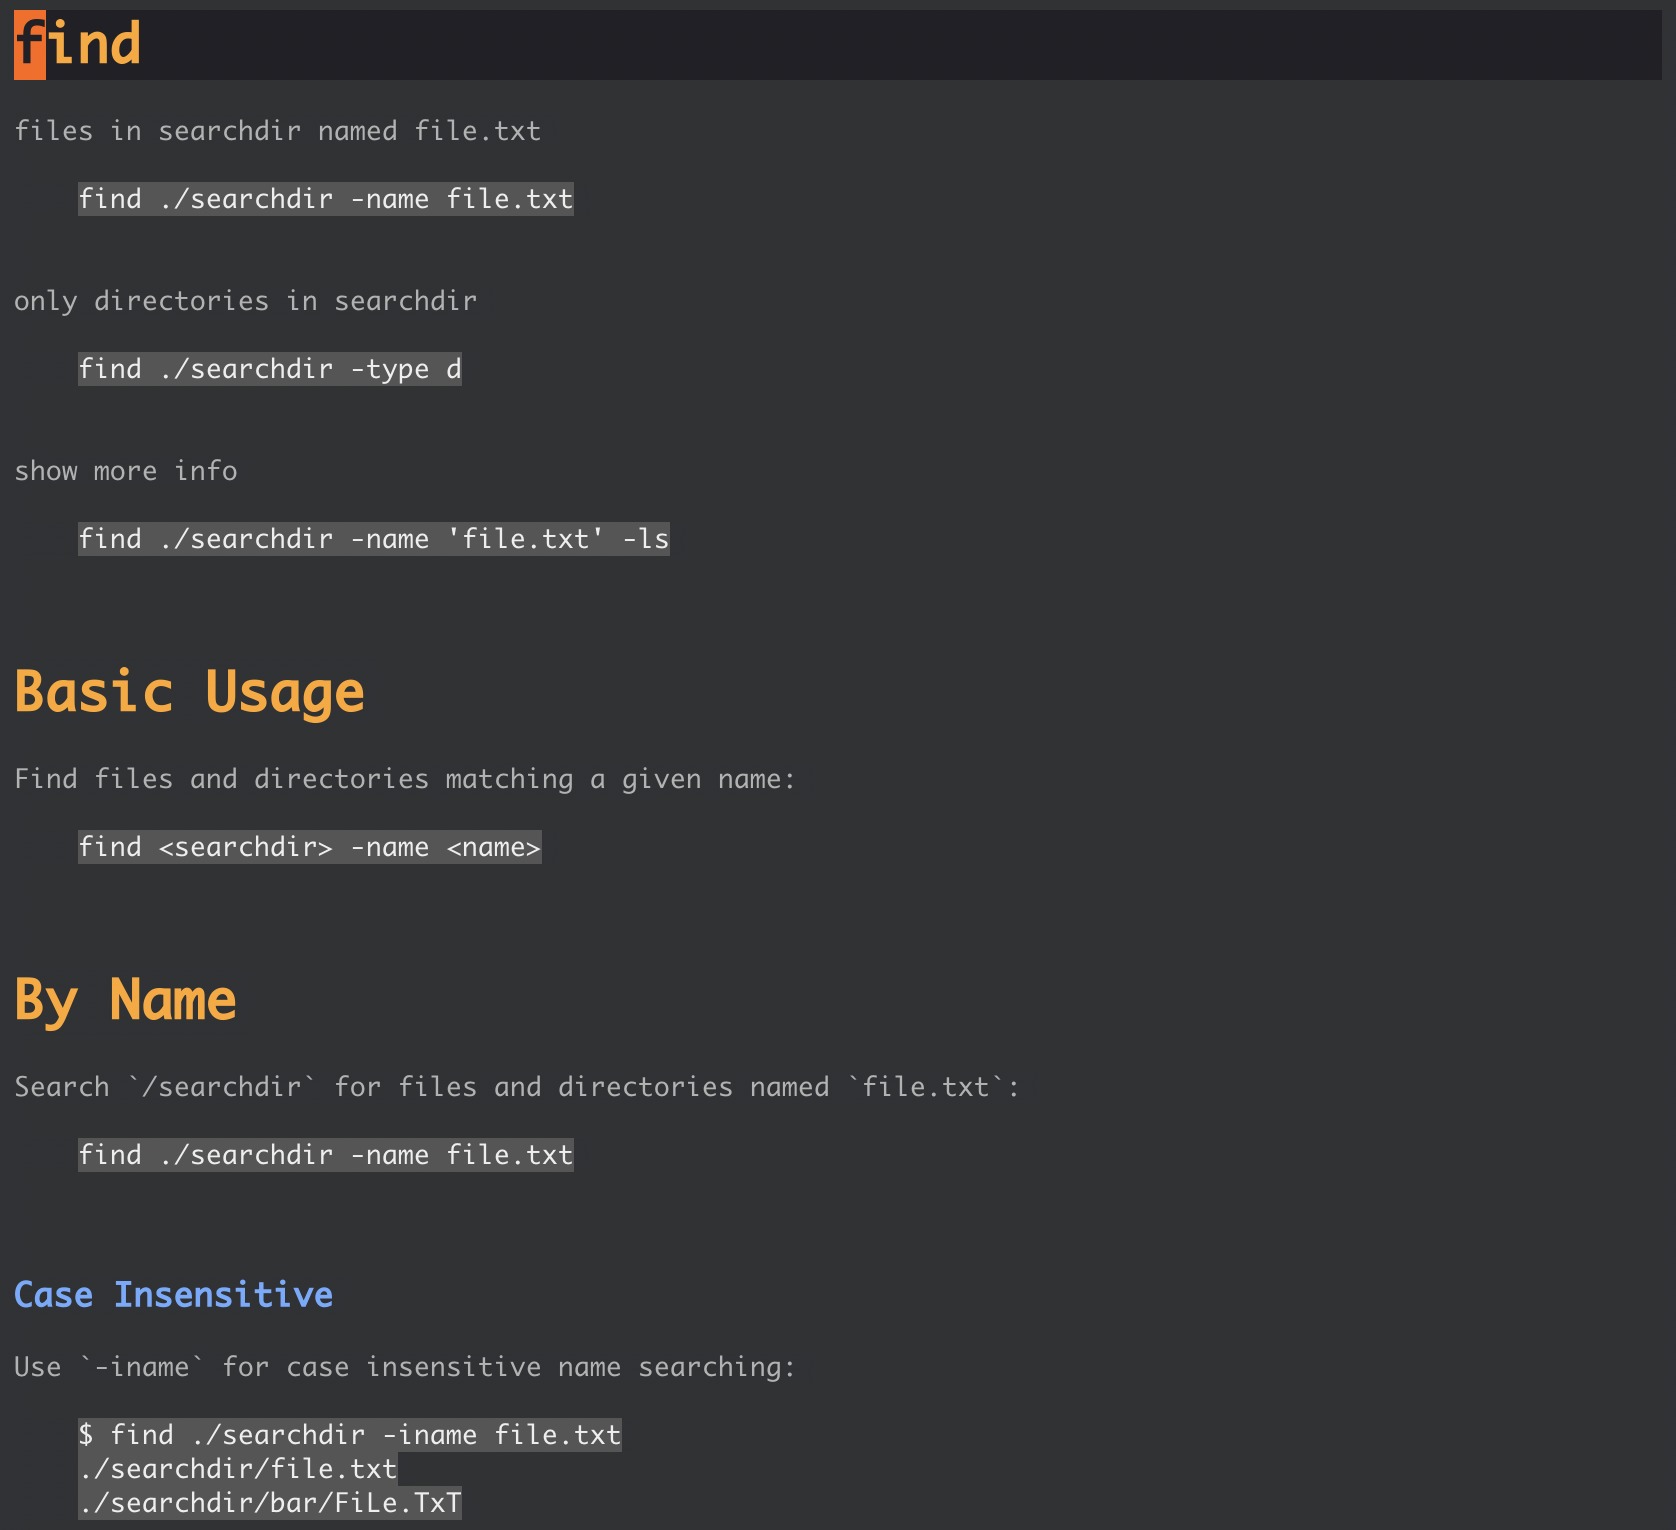 find
files in searchdir named file.txt
find ./searchdir -name file.txt
only directories in searchdir
find ./searchdir -type d
show more info
find ./searchdir -name 'file.txt' -ls
Basic Usage
Find files and directories matching a given name:
find <searchdir> -name <name>
By Name
Search `/searchdir` for files and directories named `file.txt`:
find ./searchdir -name file.txt
Case Insensitive
Use `-iname` for case insensitive name searching:
$ find ./searchdir -iname file.txt
./searchdir/file.txt
./searchdir/bar/FiLe.TxT